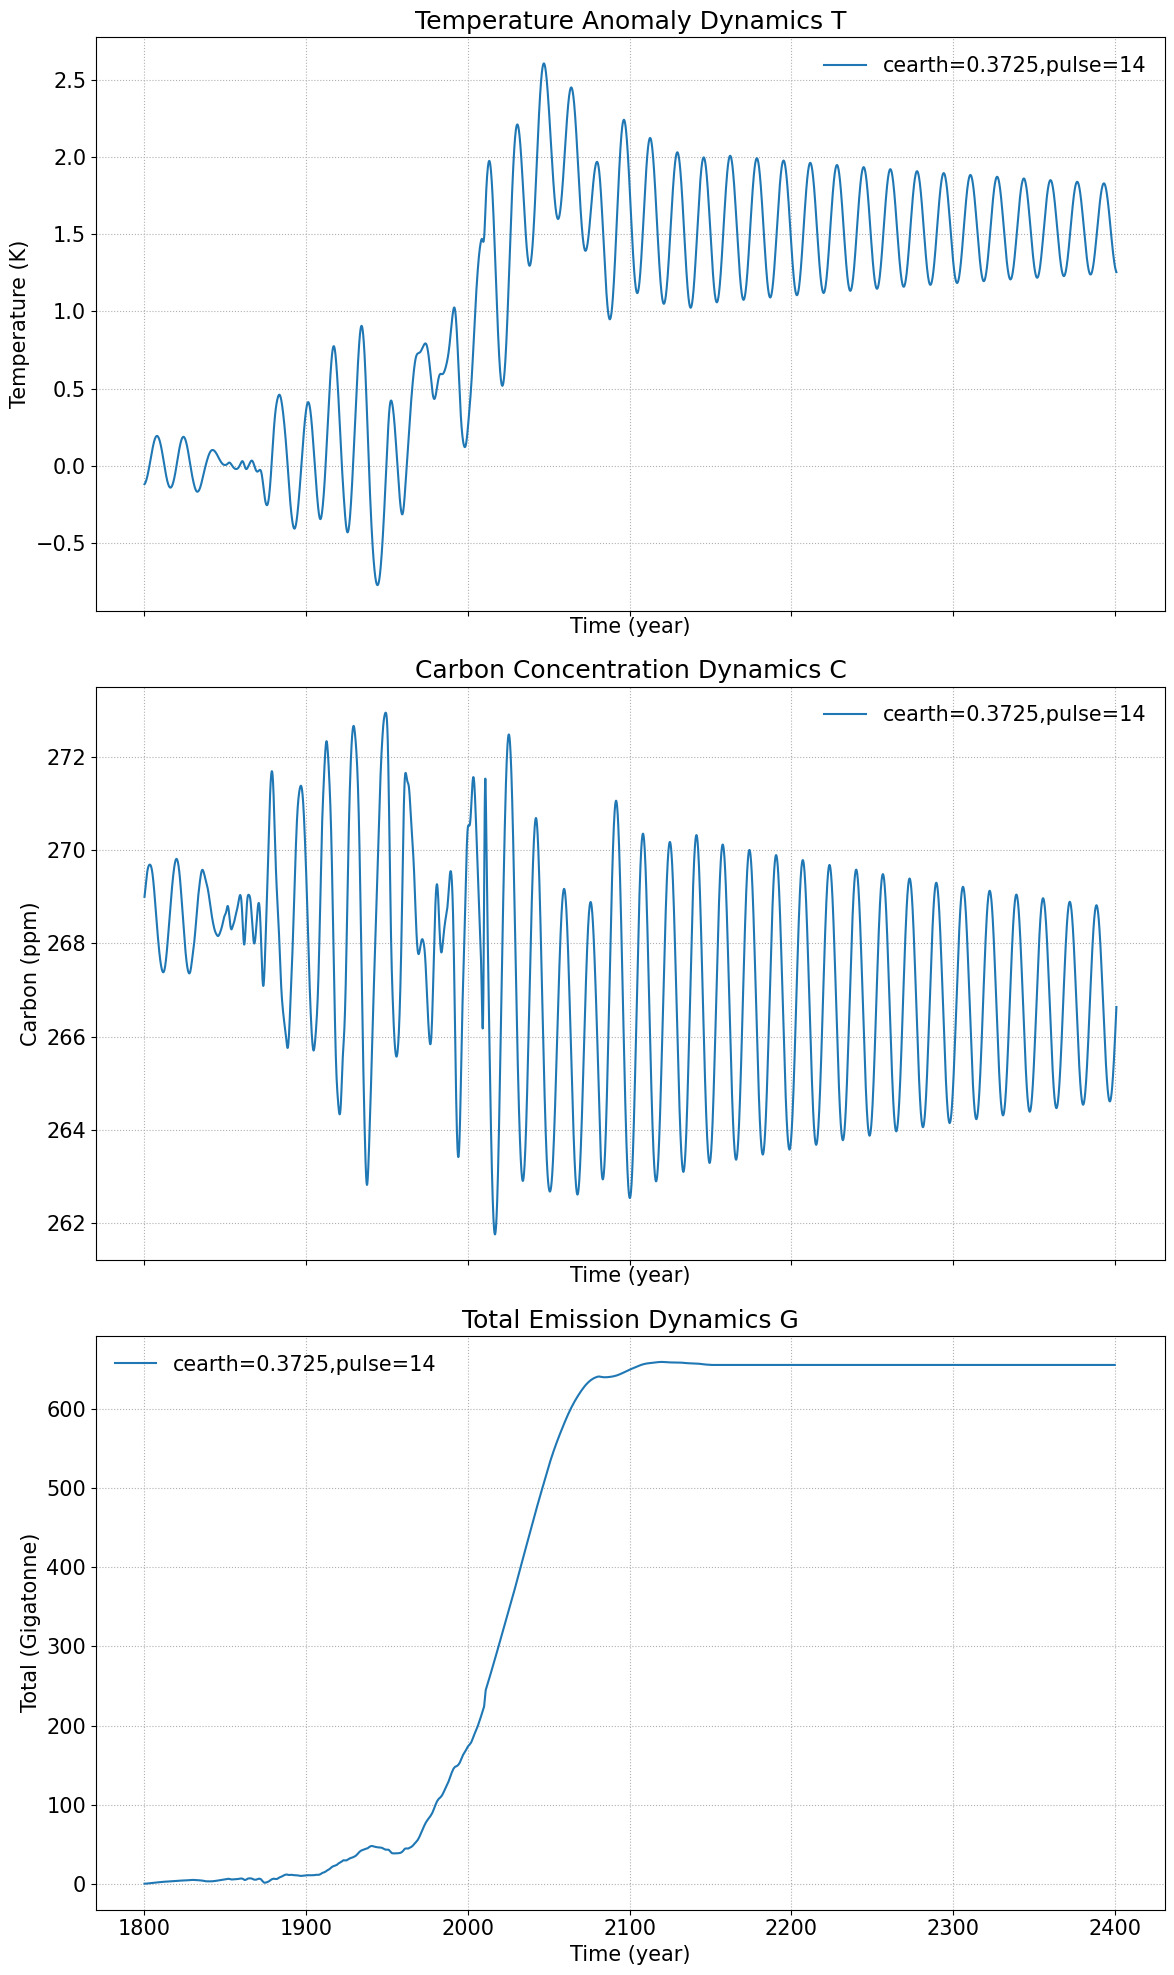 Temperature Anomaly Dynamics T
cearth=0.3725,pulse=14
2.5
2.0
1.5
1.0
0.5
0.0
−0.5
Temperature (K)
Time (year)
Carbon Concentration Dynamics C
cearth=0.3725,pulse=14
272
270
268
266
264
262
Carbon (ppm)
Time (year)
Total Emission Dynamics G
cearth=0.3725,pulse=14
600
500
400
300
200
100
0
Total (Gigatonne)
1800 1900 2000 2100 2200 2300 2400
Time (year)